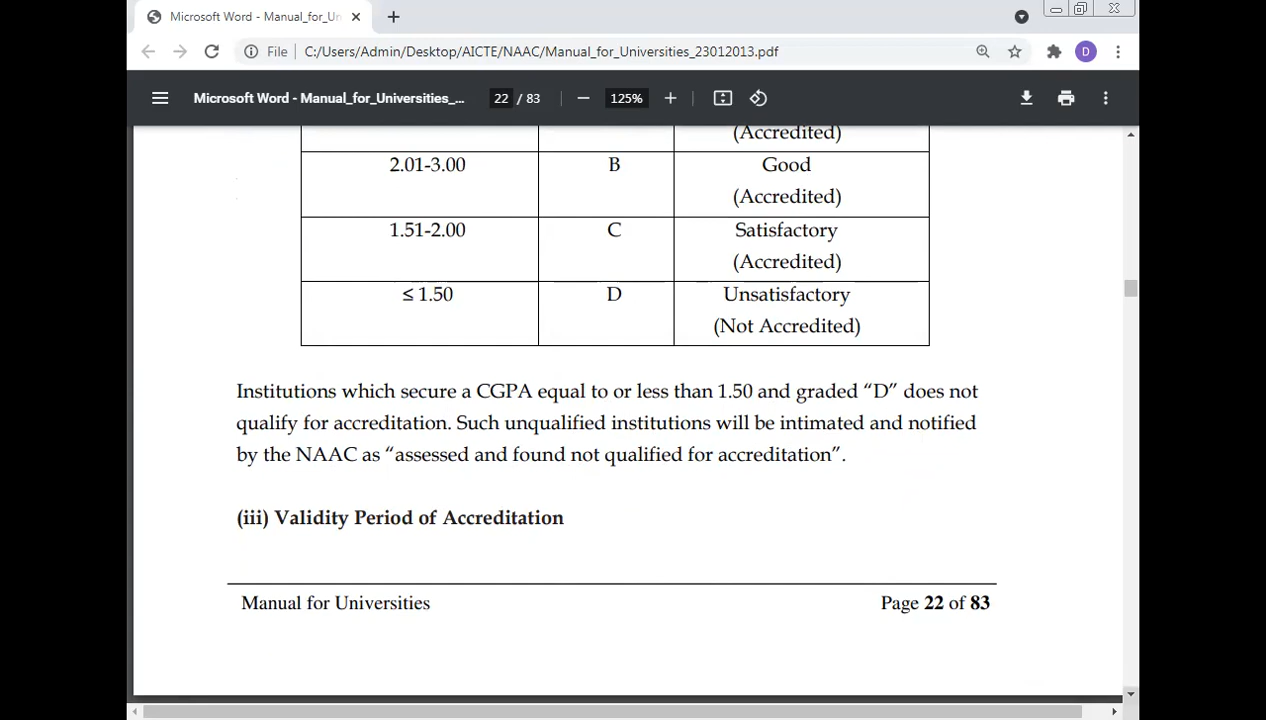 Microsoft Word - Manual_for_Un
File C:/Users/Admin/Desktop/AICTE/NAAC/Manual_for_Universities_23012013.pdf
D
Microsoft Word - Manual_for_Universities_... 22 / 83 125%
(Accredited)
2.01-3.00 B Good
(Accredited)
1.51-2.00 C Satisfactory
(Accredited)
≤ 1.50 D Unsatisfactory
(Not Accredited)
Institutions which secure a CGPA equal to or less than 1.50 and graded “D” does not
qualify for accreditation. Such unqualified institutions will be intimated and notified
by the NAAC as “assessed and found not qualified for accreditation”.
(iii) Validity Period of Accreditation
Manual for Universities Page 22 of 83